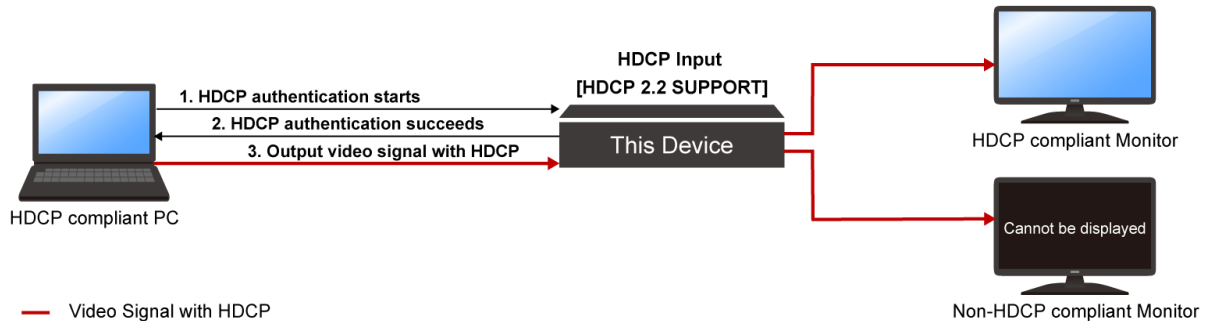 HDCP Input
[HDCP 2.2 SUPPORT]
1. HDCP authentication starts
2. HDCP authentication succeeds
3. Output video signal with HDCP
This Device
HDCP compliant PC
HDCP compliant Monitor
Cannot be displayed
Non-HDCP compliant Monitor
Video Signal with HDCP